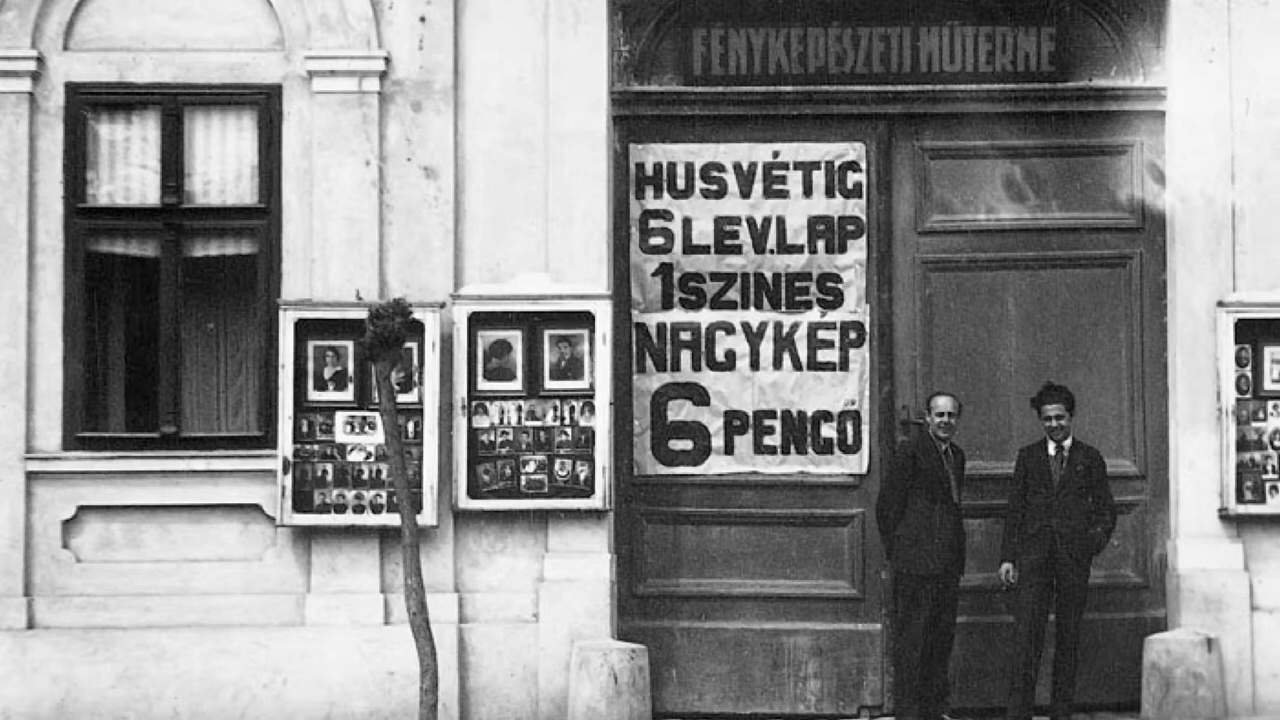 FÉNYKÉPÉSZETI MŰTERME
HUSVÉTIG
6 LEV.LAP
1 SZINES
NAGYKÉP
6 PENGŐ